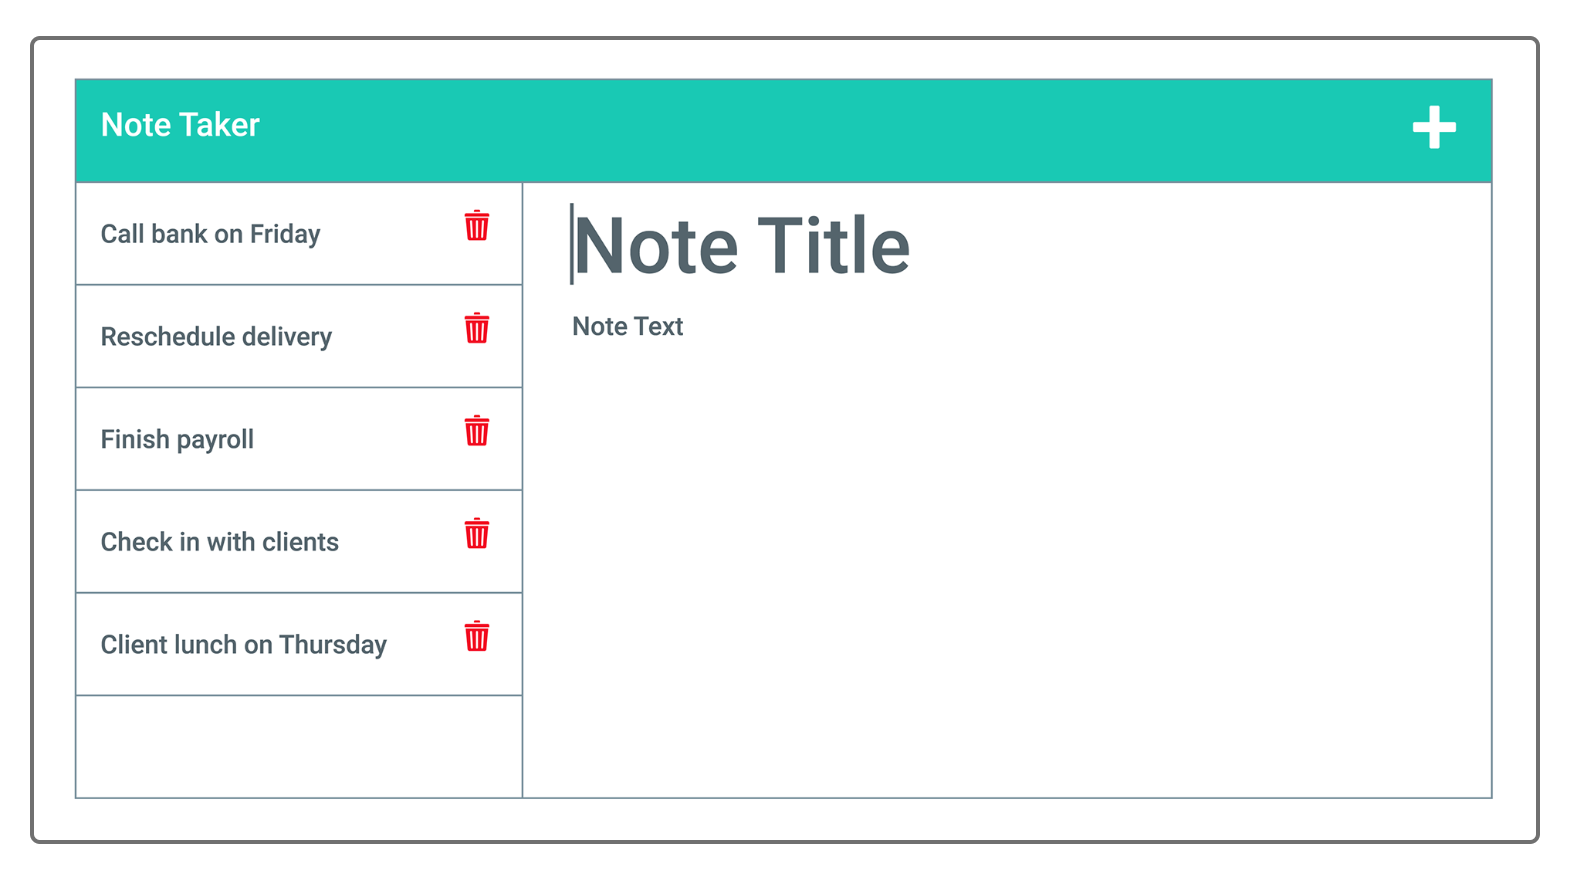 Note Taker
Call bank on Friday
Reschedule delivery
Finish payroll
Check in with clients
Client lunch on Thursday
Note Title
Note Text